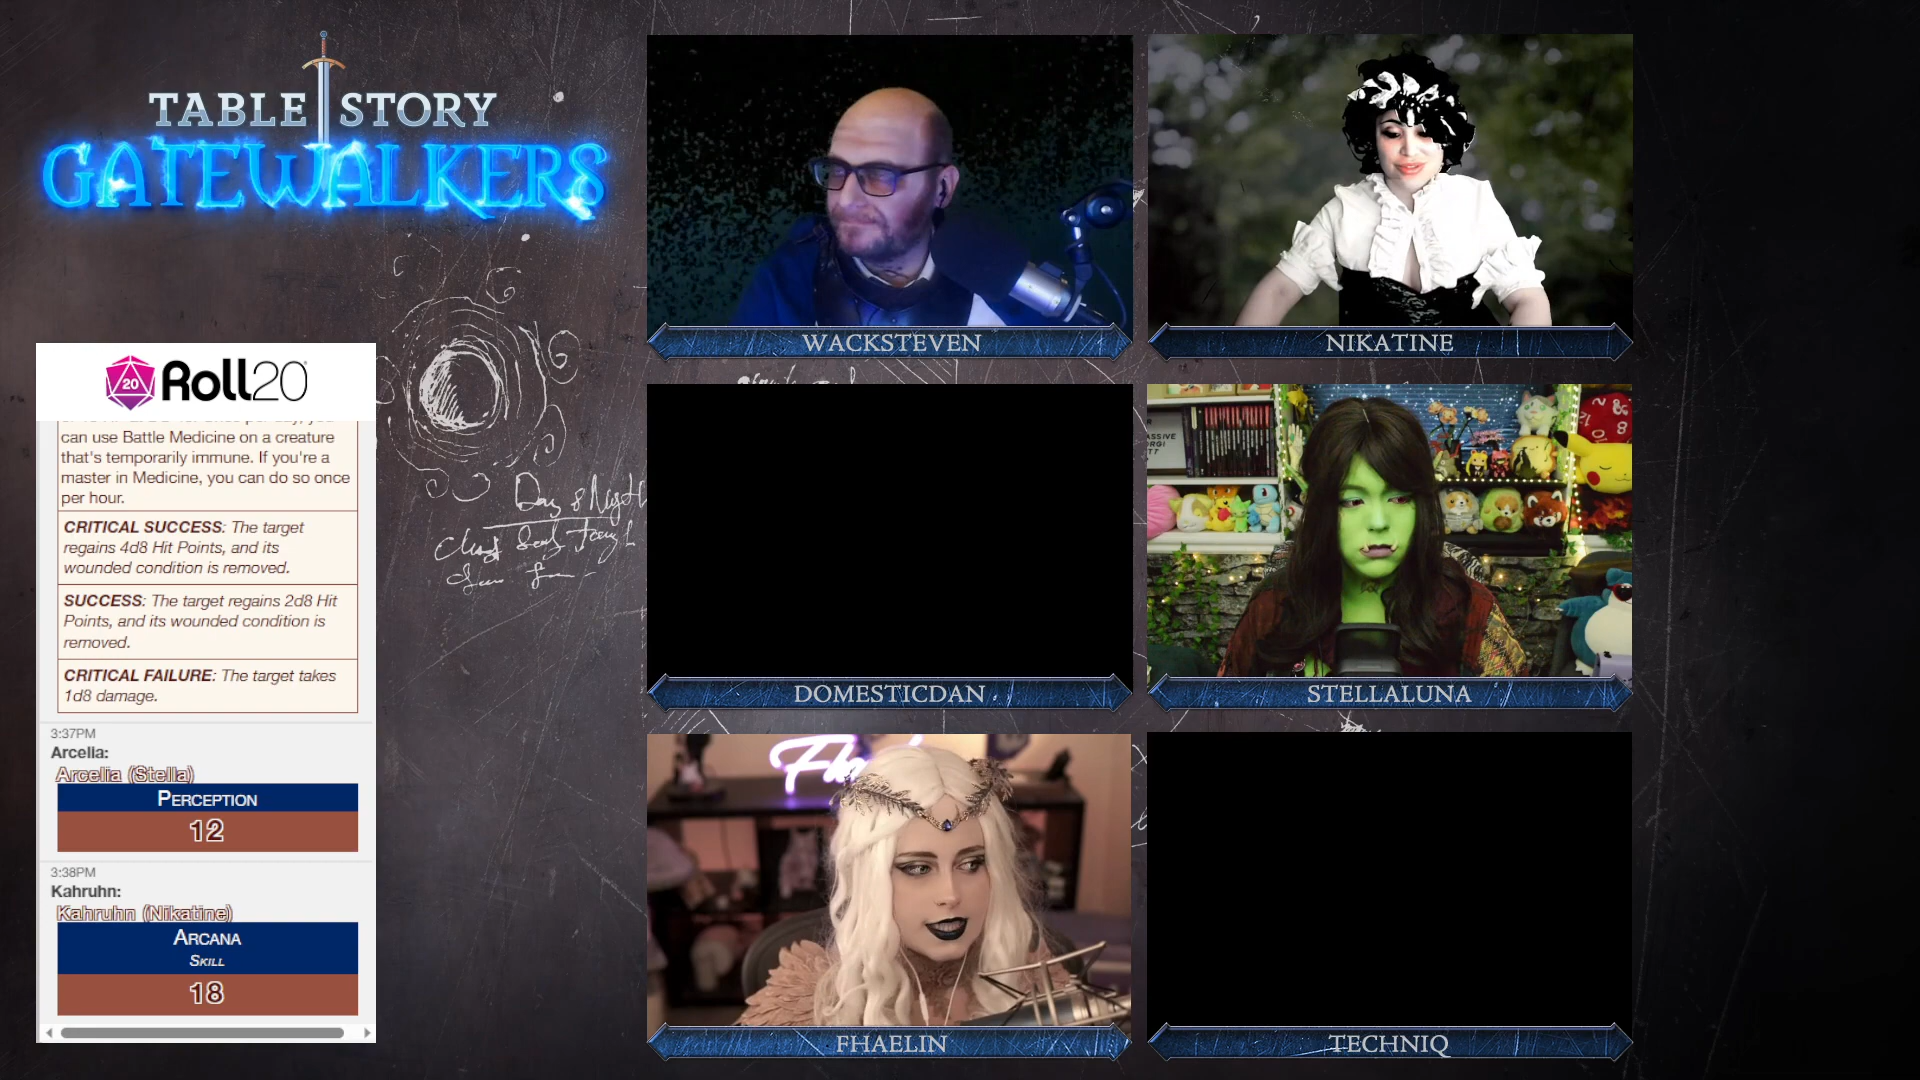 TABLE STORY
GATEWALKERS
Roll20
can use Battle Medicine on a creature
that's temporarily immune. If you're a
master in Medicine, you can do so once
per hour.
CRITICAL SUCCESS: The target
regains 4d8 Hit Points, and its
wounded condition is removed.
SUCCESS: The target regains 2d8 Hit
Points, and its wounded condition is
removed.
CRITICAL FAILURE: The target takes
1d8 damage.
3:37PM
Arcelia:
Arcelia (Stella)
PERCEPTION
12
3:38PM
Kahruhn:
Kahruhn (Nikatine)
ARCANA
SKILL
18
Day & Night
WACKSTEVEN
NIKATINE
DOMESTICDAN
STELLALUNA
FHAELIN
TECHNIQ